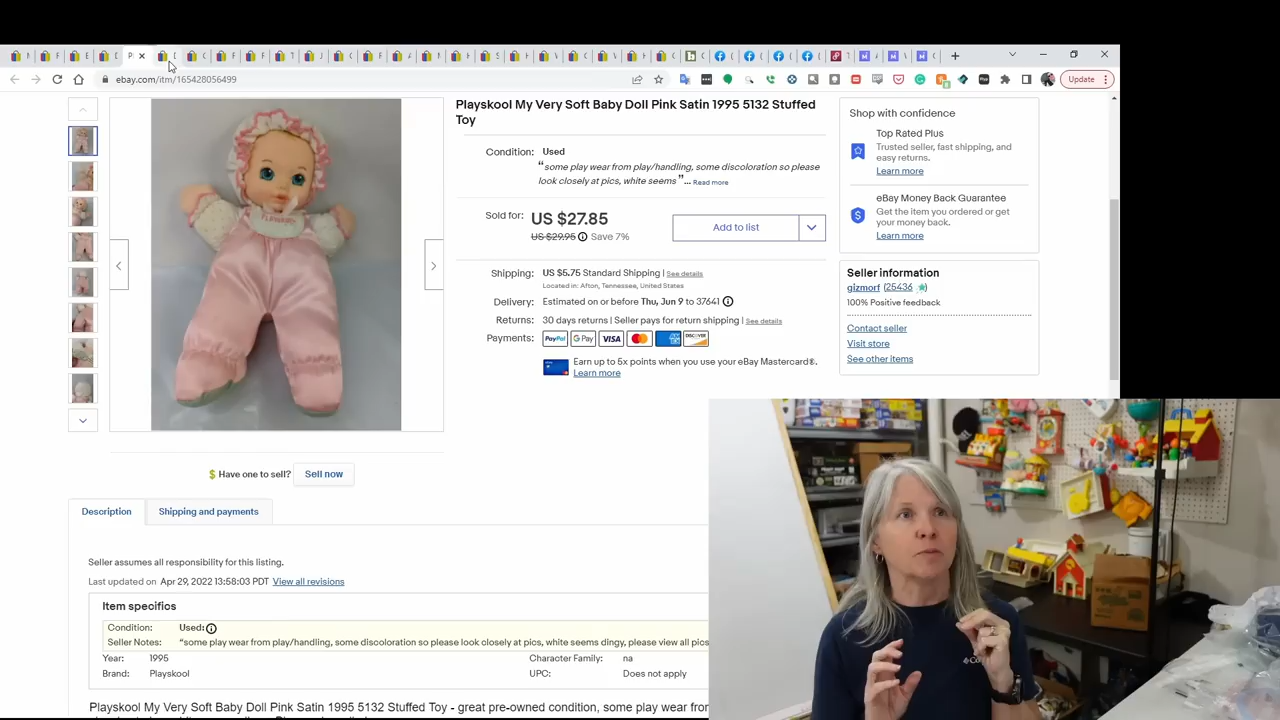 ebay.com/itm/165428056499
Update
Playskool My Very Soft Baby Doll Pink Satin 1995 5132 Stuffed
Toy
Condition: Used
“some play wear from play/handling, some discoloration so please
look closely at pics, white seems ”... Read more
Sold for: US $27.85
US $29.95 Save 7%
Add to list
Shipping: US $5.75 Standard Shipping | See details
Located in: Afton, Tennessee, United States
Delivery: Estimated on or before Thu, Jun 9 to 37641
Returns: 30 days returns | Seller pays for return shipping | See details
Payments: PayPal G Pay VISA DISCOVER
Earn up to 5x points when you use your eBay Mastercard®.
Learn more
Shop with confidence
Top Rated Plus
Trusted seller, fast shipping, and
easy returns.
Learn more
eBay Money Back Guarantee
Get the item you ordered or get
your money back.
Learn more
Seller information
gizmorf (25436 )
100% Positive feedback
Contact seller
Visit store
See other items
Have one to sell? Sell now
Description Shipping and payments
Seller assumes all responsibility for this listing.
Last updated on Apr 29, 2022 13:58:03 PDT View all revisions
Item specifics
Condition: Used:
Seller Notes: “some play wear from play/handling, some discoloration so please look closely at pics, white seems dingy, please view all pics
Year: 1995 Character Family: na
Brand: Playskool UPC: Does not apply
Playskool My Very Soft Baby Doll Pink Satin 1995 5132 Stuffed Toy - great pre-owned condition, some play wear from